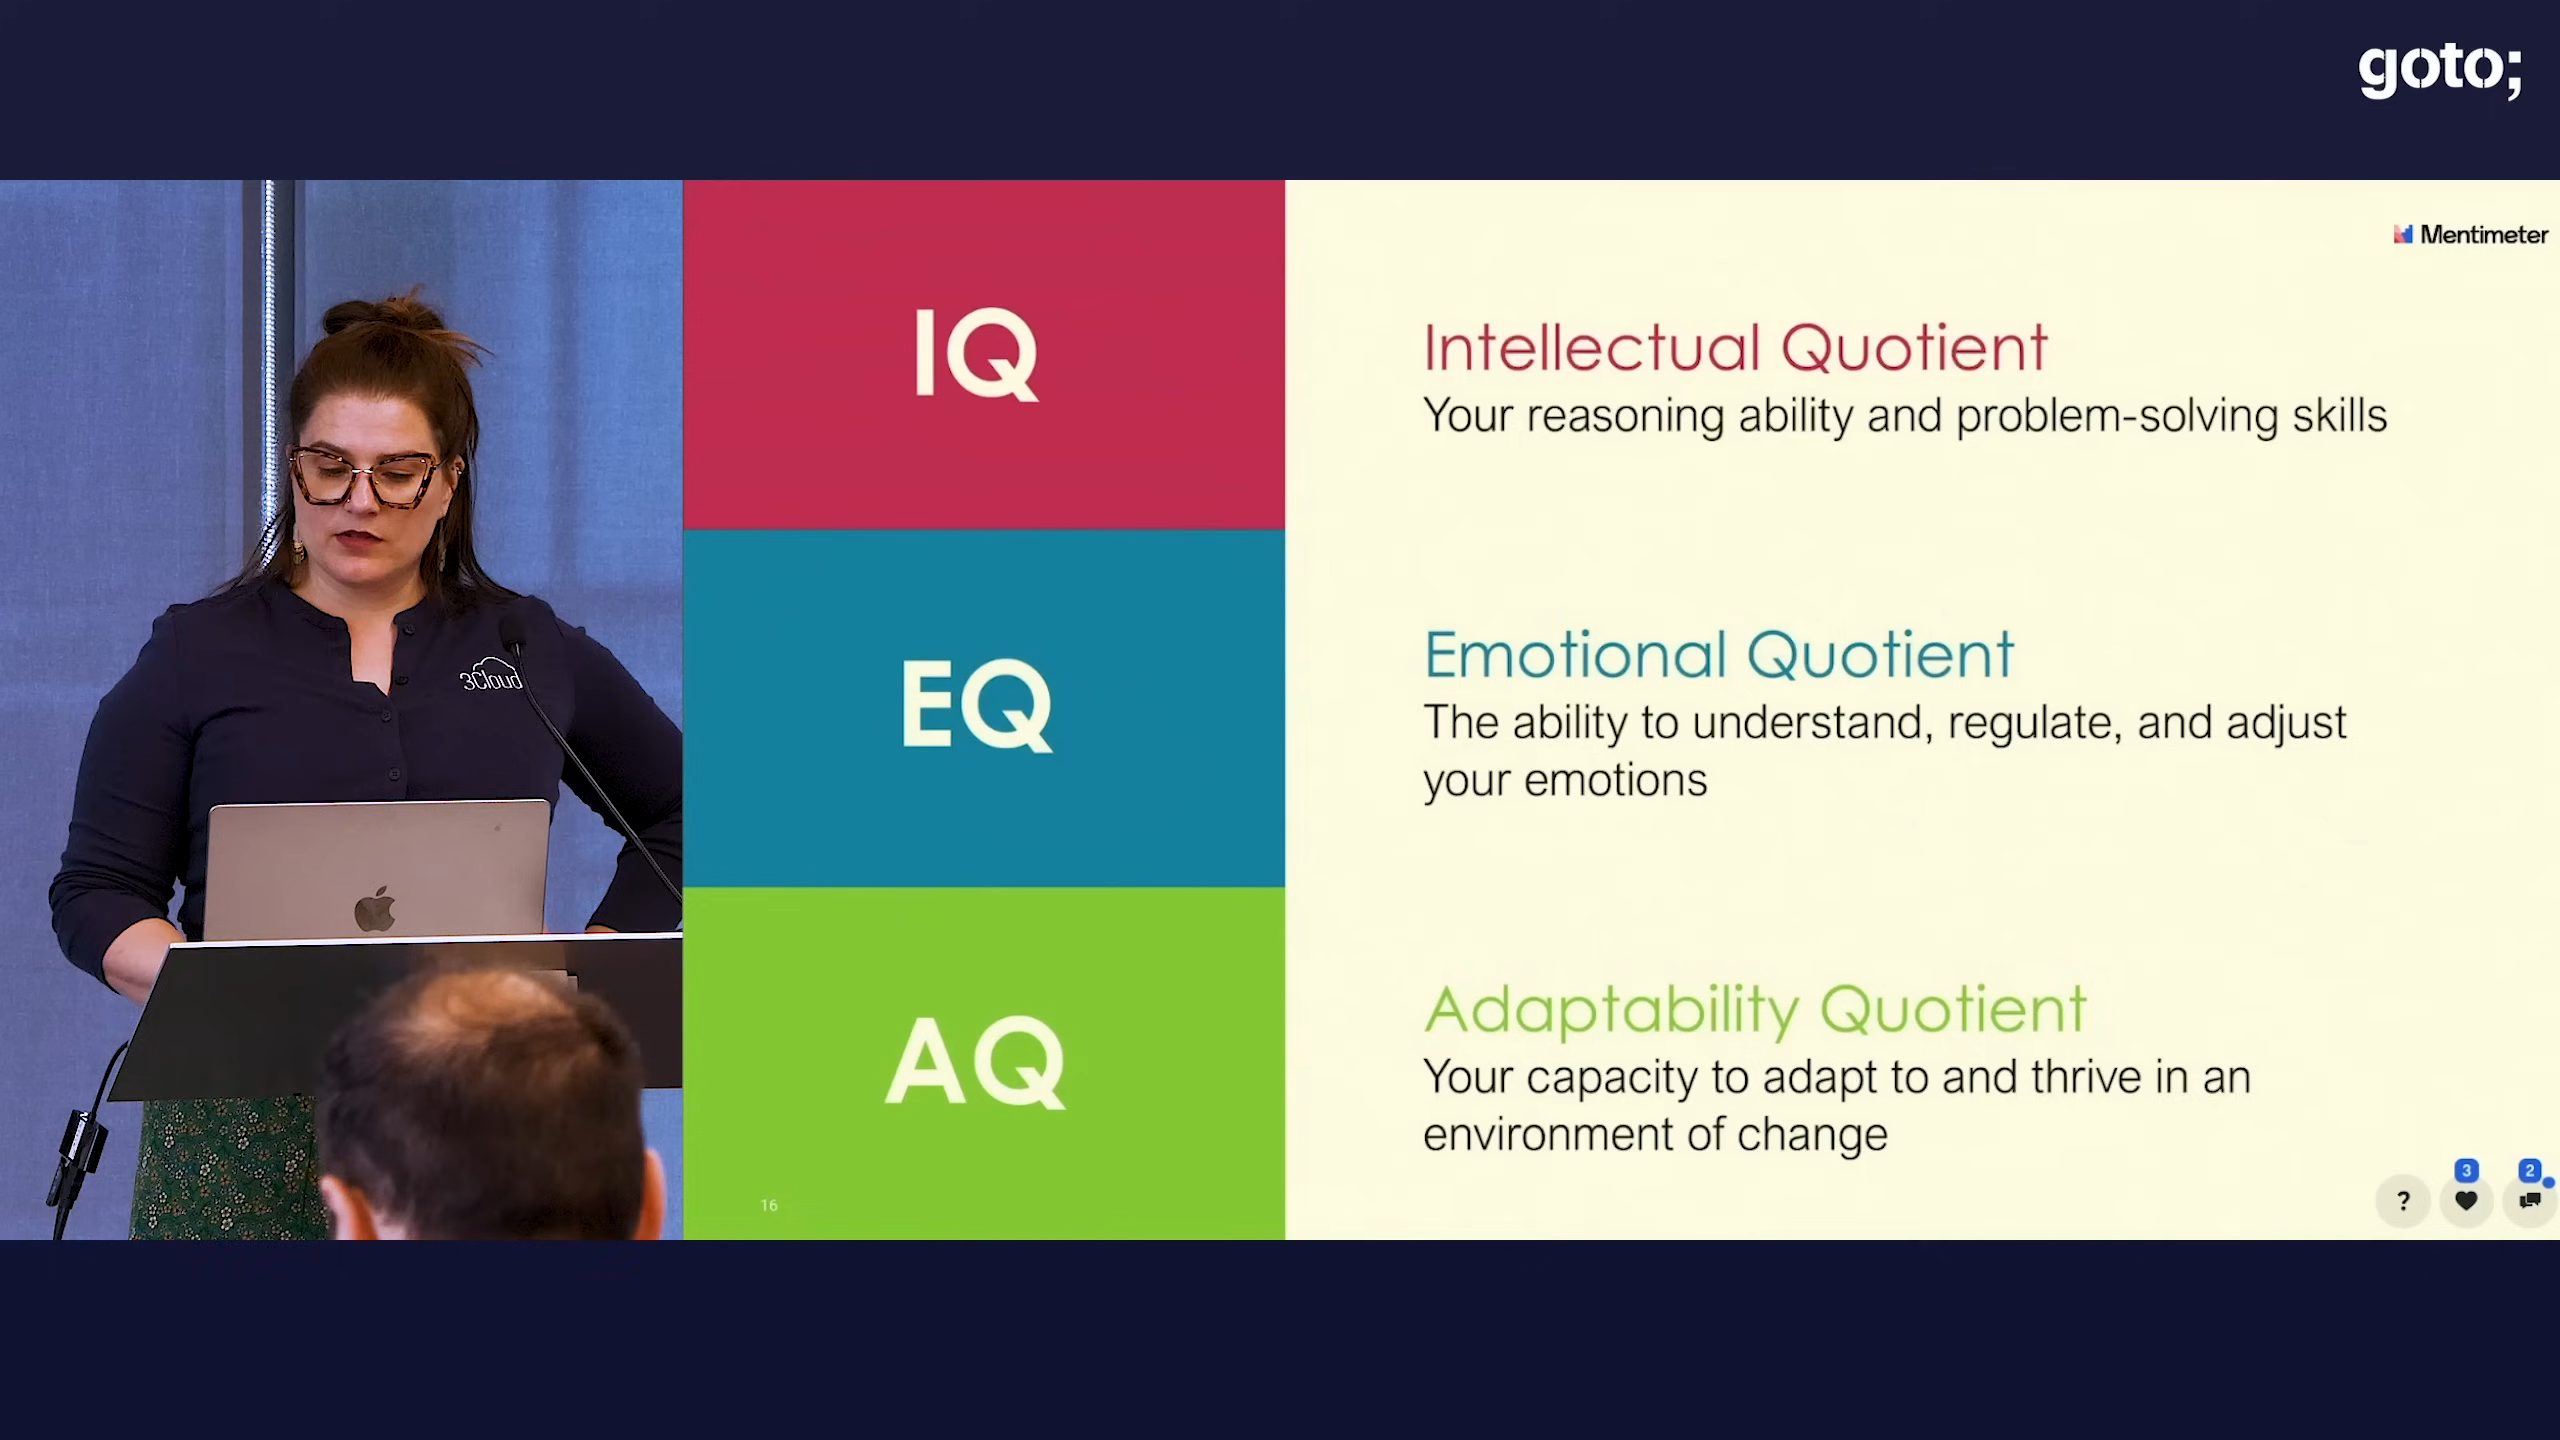 goto;
Mentimeter
IQ
Intellectual Quotient
Your reasoning ability and problem-solving skills
3Cloud
EQ
Emotional Quotient
The ability to understand, regulate, and adjust
your emotions
AQ
Adaptability Quotient
Your capacity to adapt to and thrive in an
environment of change
16
?
3
2